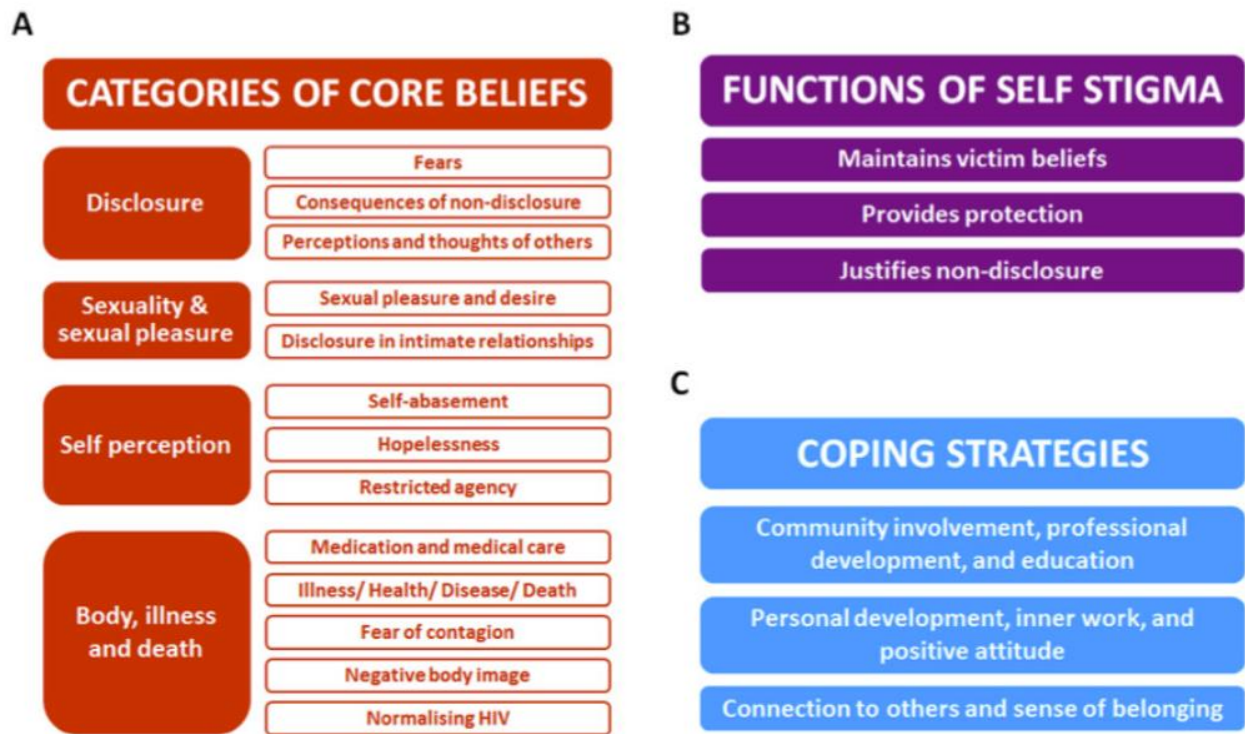 A
CATEGORIES OF CORE BELIEFS
Disclosure
Fears
Consequences of non-disclosure
Perceptions and thoughts of others
Sexuality &
sexual pleasure
Sexual pleasure and desire
Disclosure in intimate relationships
Self perception
Self-abasement
Hopelessness
Restricted agency
Body, illness
and death
Medication and medical care
Illness/ Health/ Disease/ Death
Fear of contagion
Negative body image
Normalising HIV
B
FUNCTIONS OF SELF STIGMA
Maintains victim beliefs
Provides protection
Justifies non-disclosure
C
COPING STRATEGIES
Community involvement, professional
development, and education
Personal development, inner work, and
positive attitude
Connection to others and sense of belonging